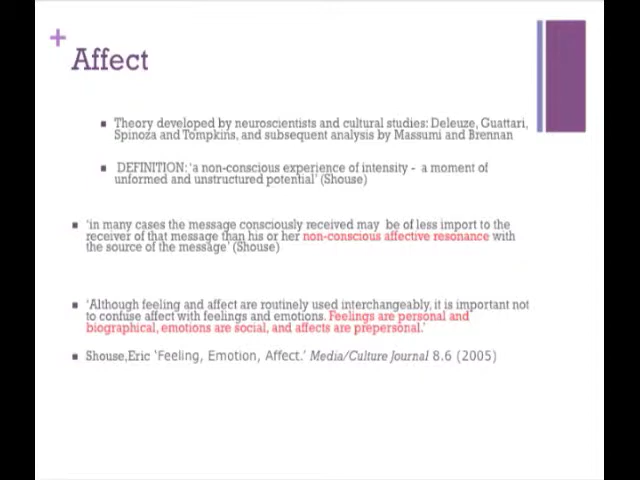 +
Affect
■ Theory developed by neuroscientists and cultural studies: Deleuze, Guattari,
Spinoza and Tompkins, and subsequent analysis by Massumi and Brennan
■ DEFINITION: 'a non-conscious experience of intensity - a moment of
unformed and unstructured potential' (Shouse)
■ 'in many cases the message consciously received may be of less import to the
receiver of that message than his or her non-conscious affective resonance with
the source of the message' (Shouse)
■ 'Although feeling and affect are routinely used interchangeably, it is important not
to confuse affect with feelings and emotions. Feelings are personal and
biographical, emotions are social, and affects are prepersonal.'
■ Shouse,Eric 'Feeling, Emotion, Affect.' Media/Culture Journal 8.6 (2005)